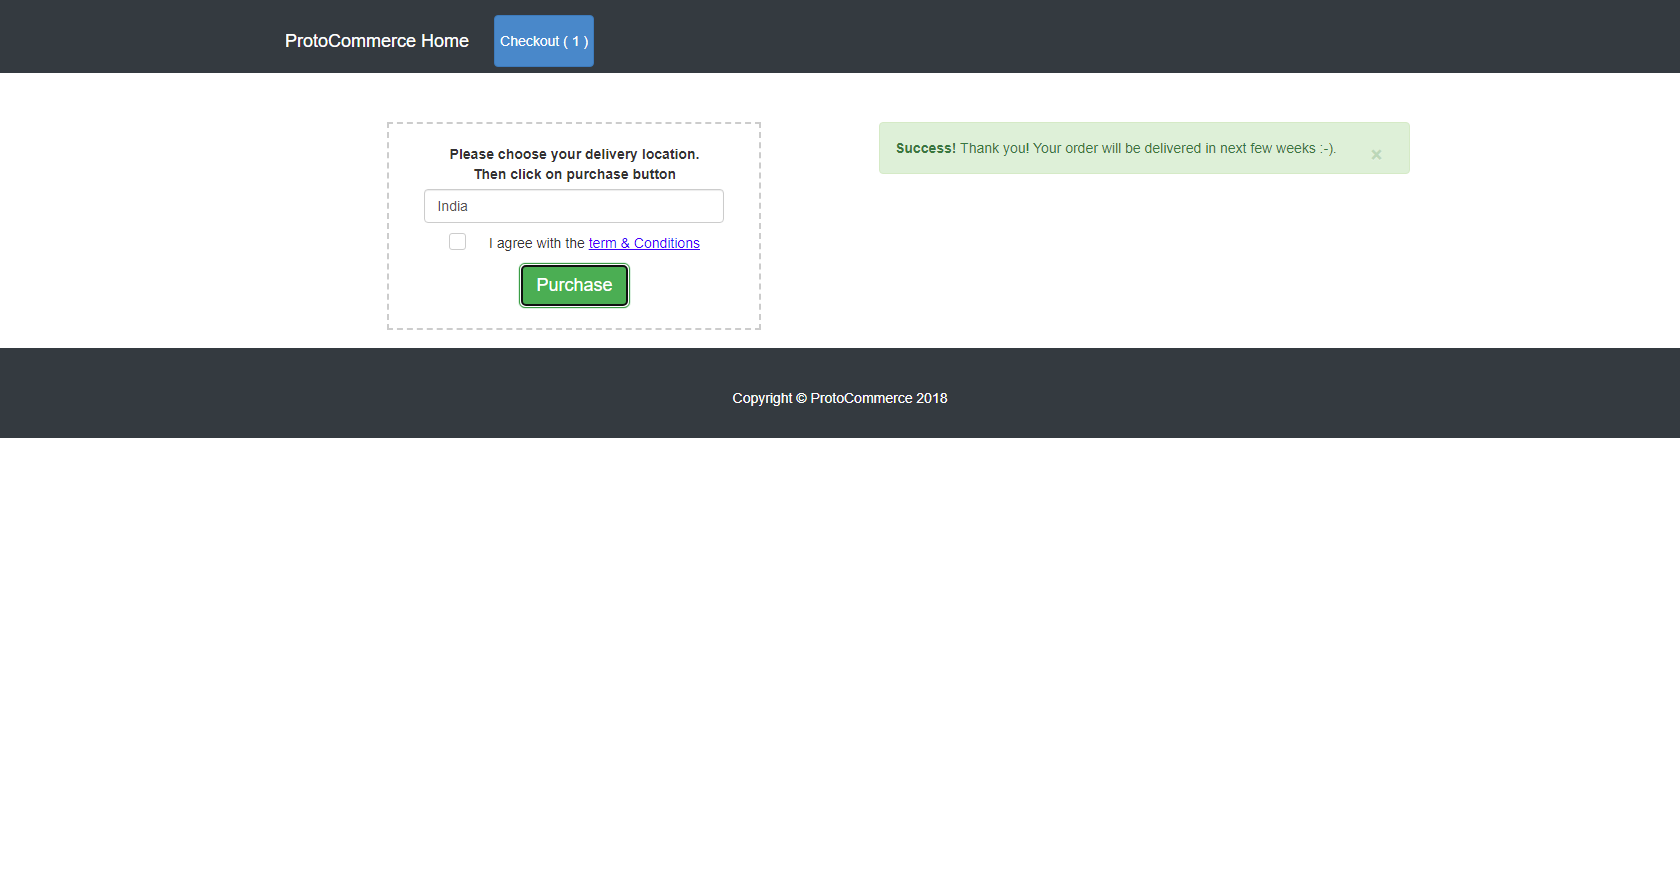 ProtoCommerce Home
Checkout ( 1 )
Please choose your delivery location.
Then click on purchase button
India
I agree with the term & Conditions
Purchase
Success! Thank you! Your order will be delivered in next few weeks :-).
×
Copyright © ProtoCommerce 2018